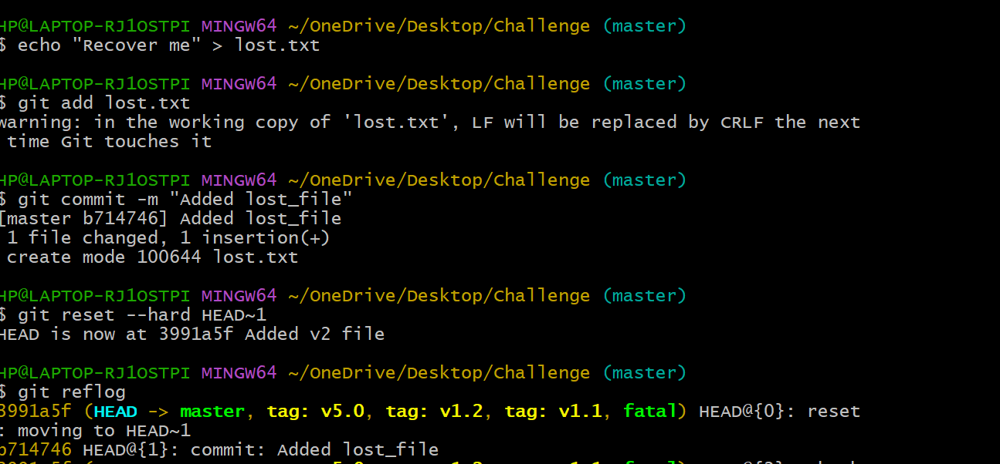 HP@LAPTOP-RJ1OSTPI MINGW64 ~/OneDrive/Desktop/Challenge (master)
$ echo "Recover me" > lost.txt
HP@LAPTOP-RJ1OSTPI MINGW64 ~/OneDrive/Desktop/Challenge (master)
$ git add lost.txt
warning: in the working copy of 'lost.txt', LF will be replaced by CRLF the next
time Git touches it
HP@LAPTOP-RJ1OSTPI MINGW64 ~/OneDrive/Desktop/Challenge (master)
$ git commit -m "Added lost_file"
[master b714746] Added lost_file
1 file changed, 1 insertion(+)
create mode 100644 lost.txt
HP@LAPTOP-RJ1OSTPI MINGW64 ~/OneDrive/Desktop/Challenge (master)
$ git reset --hard HEAD~1
HEAD is now at 3991a5f Added v2 file
HP@LAPTOP-RJ1OSTPI MINGW64 ~/OneDrive/Desktop/Challenge (master)
$ git reflog
3991a5f (HEAD -> master, tag: v5.0, tag: v1.2, tag: v1.1, fatal) HEAD@{0}: reset
: moving to HEAD~1
b714746 HEAD@{1}: commit: Added lost_file